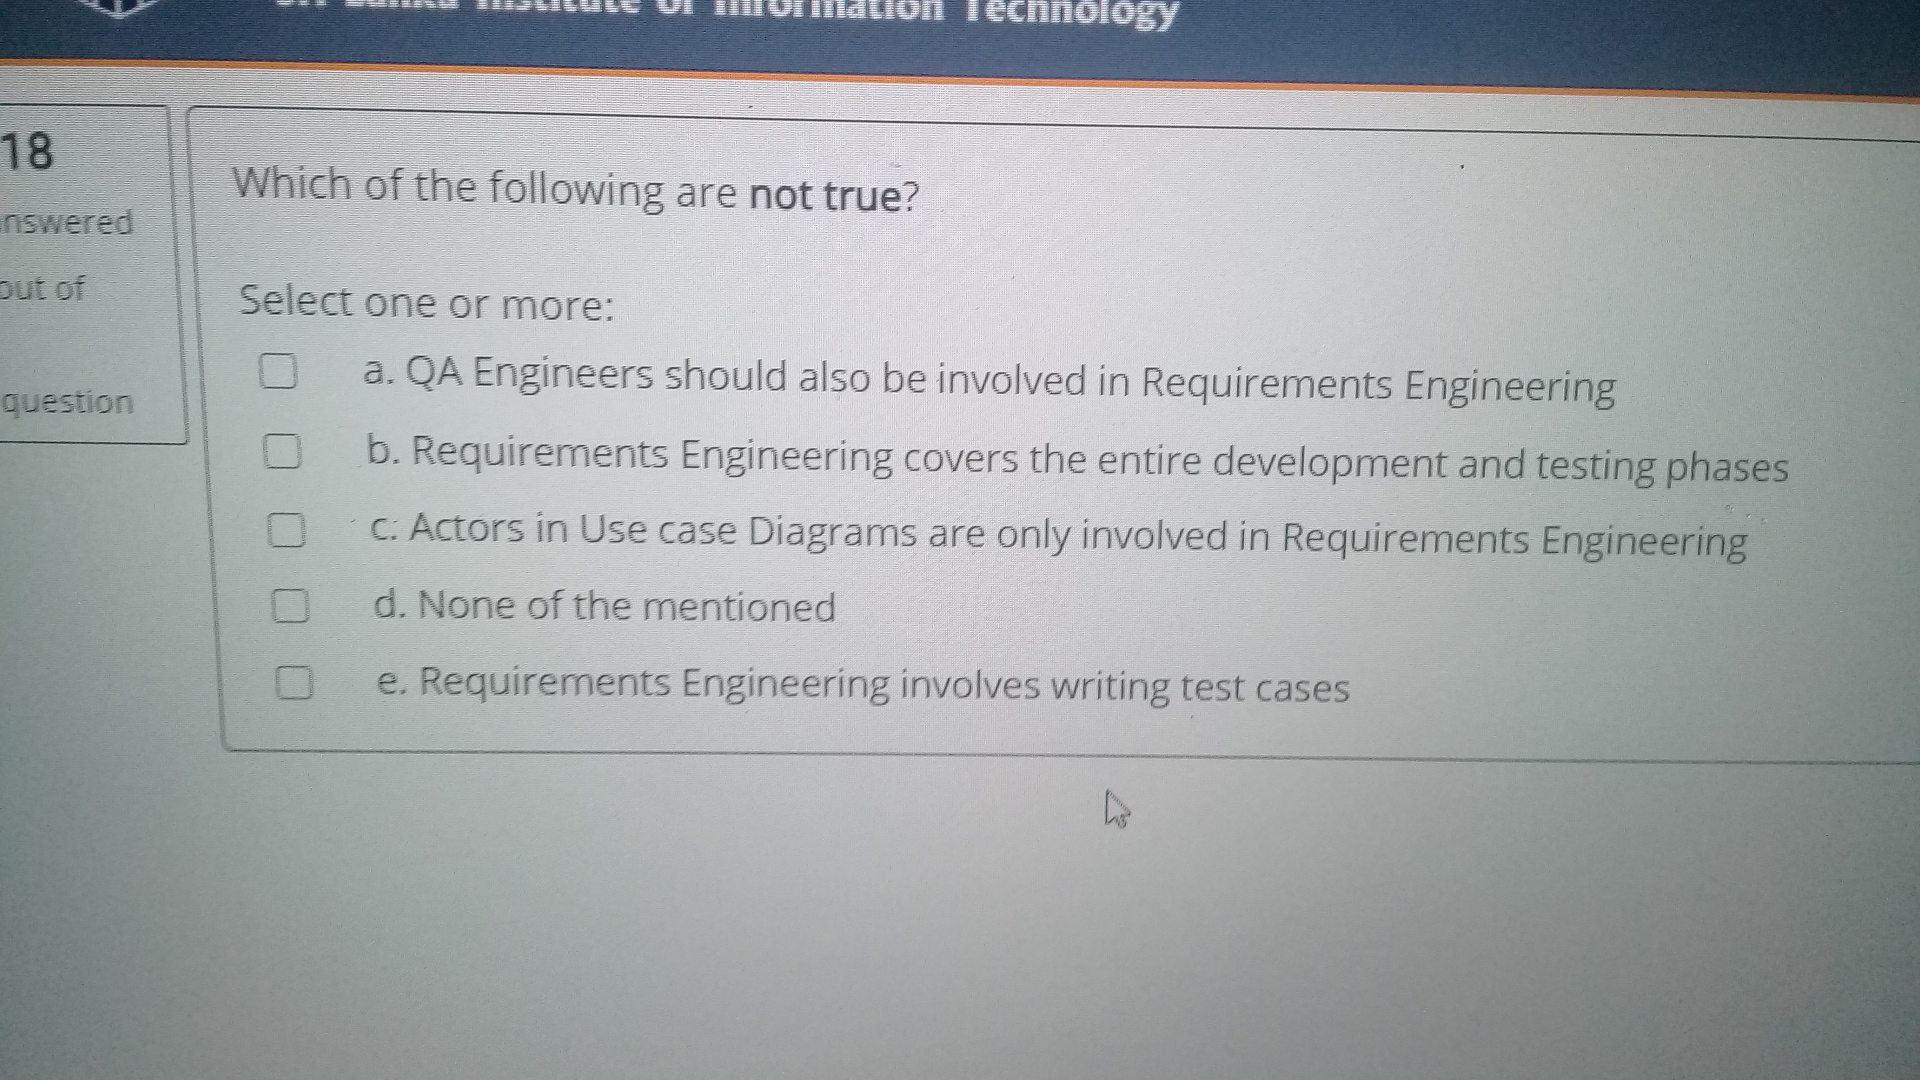 Institute of Information Technology
18
nswered
out of
question
Which of the following are not true?
Select one or more:
a. QA Engineers should also be involved in Requirements Engineering
b. Requirements Engineering covers the entire development and testing phases
c. Actors in Use case Diagrams are only involved in Requirements Engineering
d. None of the mentioned
e. Requirements Engineering involves writing test cases